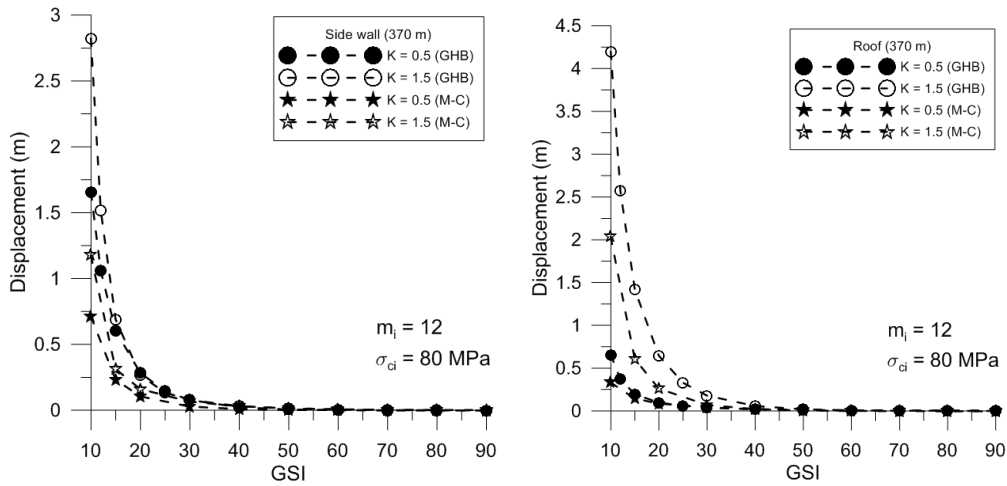 3
2.5
2
1.5
1
0.5
0
Displacement (m)
Side wall (370 m)
K = 0.5 (GHB)
K = 1.5 (GHB)
K = 0.5 (M-C)
K = 1.5 (M-C)
mi = 12
σci = 80 MPa
10 20 30 40 50 60 70 80 90
GSI
4.5
4
3.5
3
2.5
2
1.5
1
0.5
0
Displacement (m)
Roof (370 m)
K = 0.5 (GHB)
K = 1.5 (GHB)
K = 0.5 (M-C)
K = 1.5 (M-C)
mi = 12
σci = 80 MPa
10 20 30 40 50 60 70 80 90
GSI